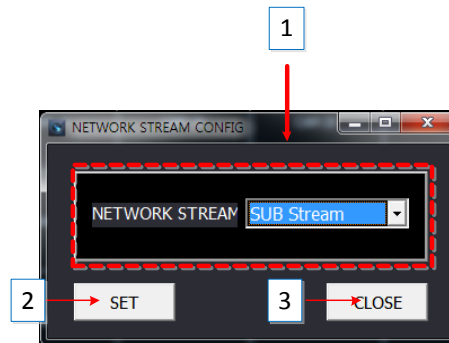 1
NETWORK STREAM CONFIG
NETWORK STREAM SUB Stream
2 SET 3 CLOSE